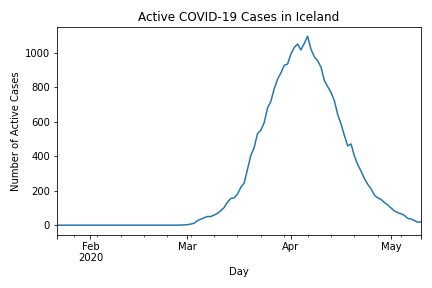 Active COVID-19 Cases in Iceland
Number of Active Cases
1000
800
600
400
200
0
Feb
2020
Mar
Apr
May
Day